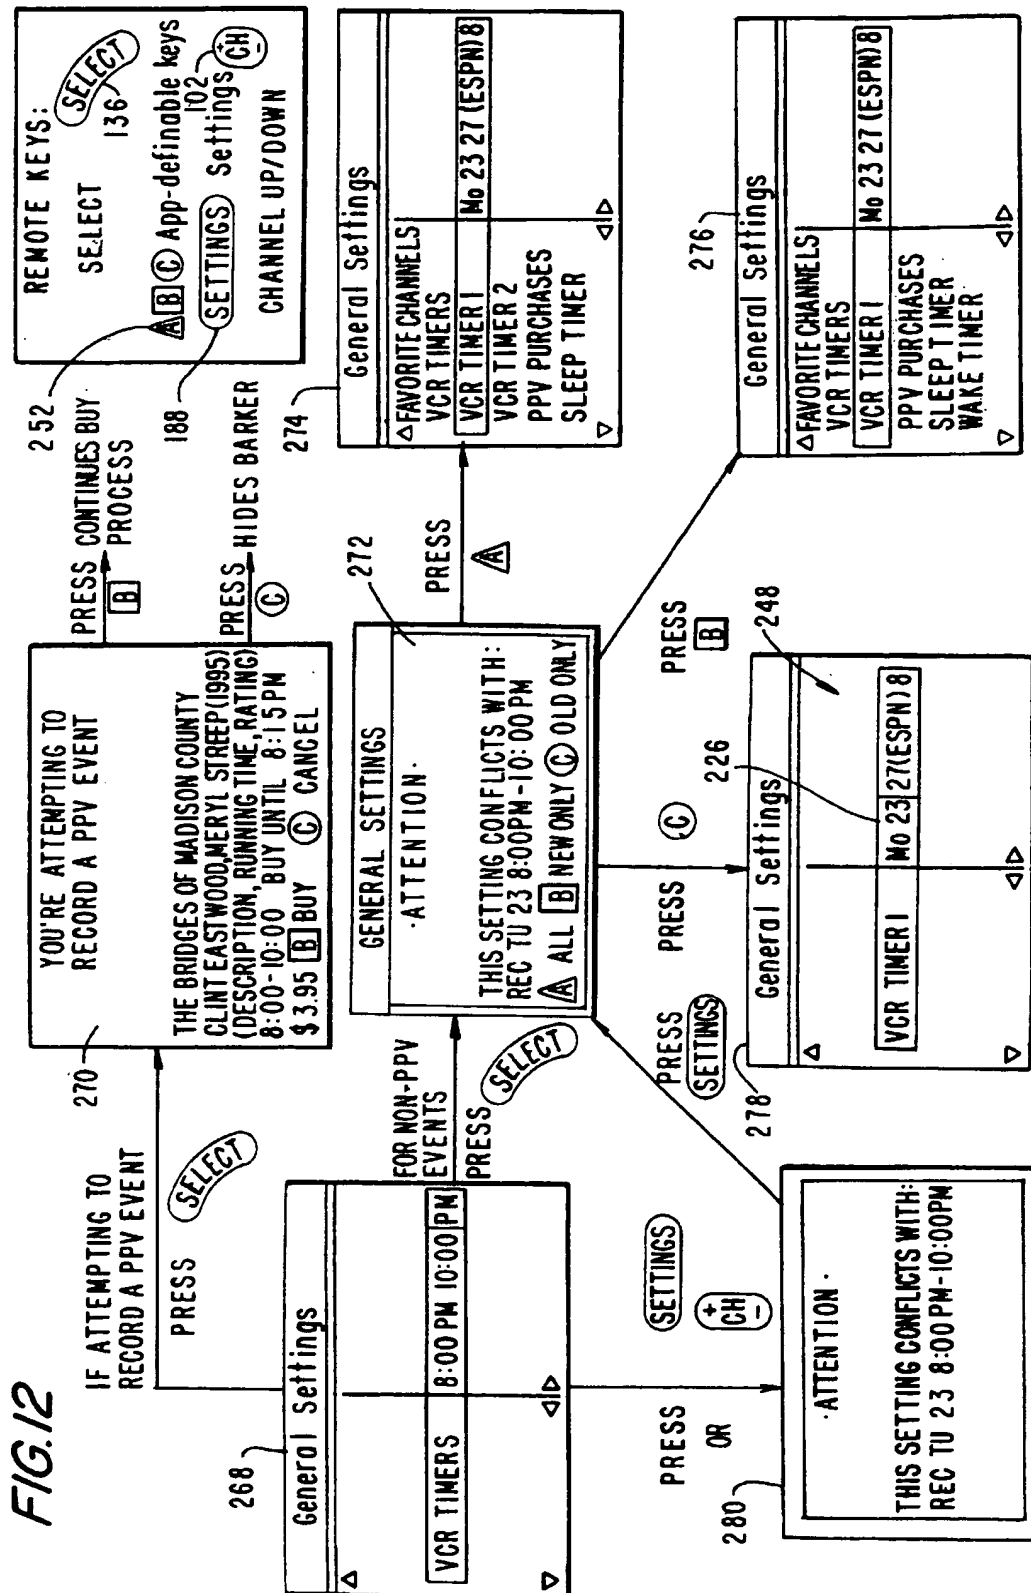 FIG.12
IF ATTEMPTING TO
RECORD A PPV EVENT
PRESS
SELECT
270
YOU'RE ATTEMPTING TO
RECORD A PPV EVENT
THE BRIDGES OF MADISON COUNTY
CLINT EASTWOOD, MERYL STREEP (1995)
(DESCRIPTION, RUNNING TIME, RATING)
8:00-10:00 BUY UNTIL 8:15PM
$3.95 B BUY C CANCEL
PRESS
B
CONTINUES BUY
PROCESS
PRESS
C
HIDES BARKER
REMOTE KEYS:
SELECT
SELECT
136
A B C App-definable keys
252
SETTINGS Settings
188
102
CHANNEL UP/DOWN
+
CH
-
268
General Settings
VCR TIMERS 8:00 PM 10:00 PM
FOR NON-PPV
EVENTS
PRESS
SELECT
272
GENERAL SETTINGS
·ATTENTION·
THIS SETTING CONFLICTS WITH:
REC TU 23 8:00PM-10:00PM
A ALL B NEW ONLY C OLD ONLY
PRESS
A
274
General Settings
FAVORITE CHANNELS
VCR TIMERS
VCR TIMER 1 Mo 23 27 (ESPN) 8
VCR TIMER 2
PPV PURCHASES
SLEEP TIMER
PRESS OR
SETTINGS
+
CH
-
280
·ATTENTION·
THIS SETTING CONFLICTS WITH:
REC TU 23 8:00PM-10:00PM
PRESS
SETTINGS
PRESS
C
278
General Settings
VCR TIMER 1 Mo 23 27(ESPN) 8
226
248
PRESS
B
276
General Settings
FAVORITE CHANNELS
VCR TIMERS
VCR TIMER 1 Mo 23 27 (ESPN) 8
PPV PURCHASES
SLEEP IMER
WAKE TIMER